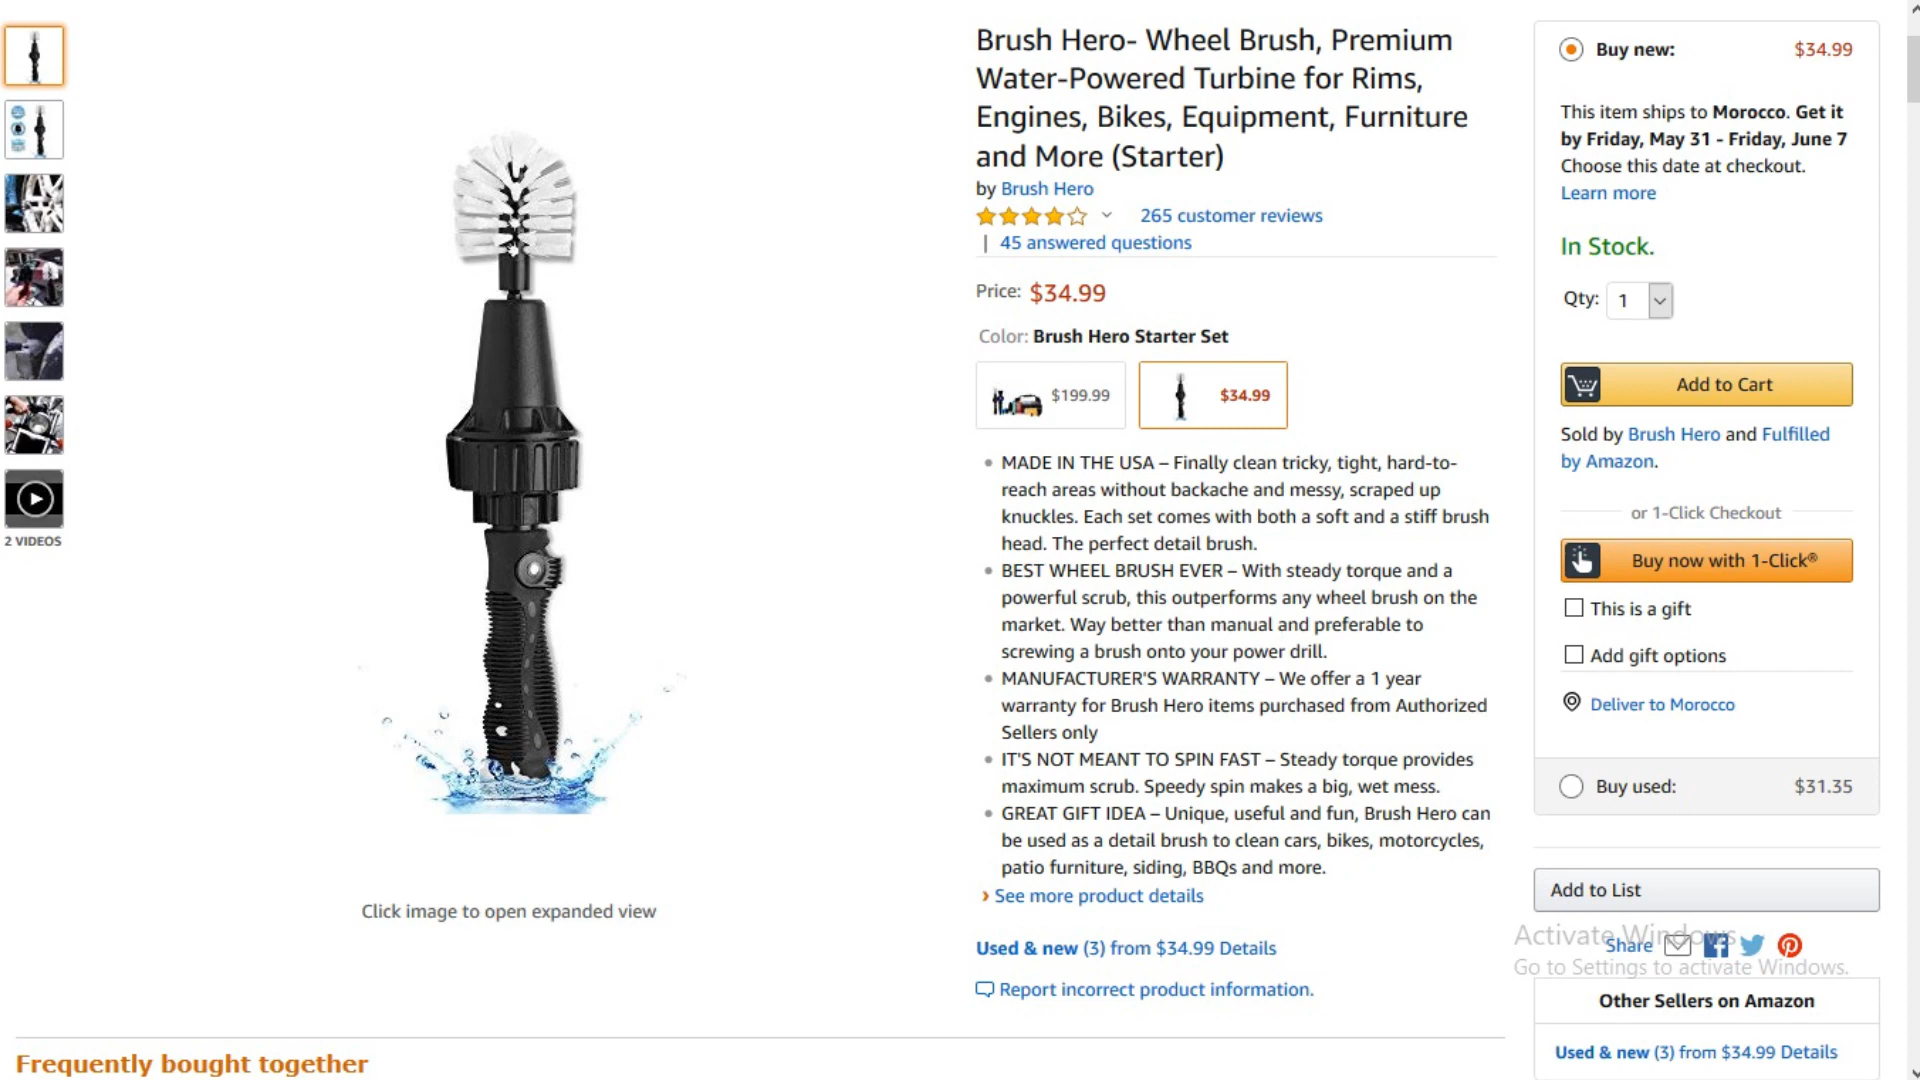 2 VIDEOS
Click image to open expanded view
Brush Hero- Wheel Brush, Premium
Water-Powered Turbine for Rims,
Engines, Bikes, Equipment, Furniture
and More (Starter)
by Brush Hero
265 customer reviews
| 45 answered questions
Price: $34.99
Color: Brush Hero Starter Set
$199.99
$34.99
MADE IN THE USA – Finally clean tricky, tight, hard-to-
reach areas without backache and messy, scraped up
knuckles. Each set comes with both a soft and a stiff brush
head. The perfect detail brush.
BEST WHEEL BRUSH EVER – With steady torque and a
powerful scrub, this outperforms any wheel brush on the
market. Way better than manual and preferable to
screwing a brush onto your power drill.
MANUFACTURER'S WARRANTY – We offer a 1 year
warranty for Brush Hero items purchased from Authorized
Sellers only
IT'S NOT MEANT TO SPIN FAST – Steady torque provides
maximum scrub. Speedy spin makes a big, wet mess.
GREAT GIFT IDEA – Unique, useful and fun, Brush Hero can
be used as a detail brush to clean cars, bikes, motorcycles,
patio furniture, siding, BBQs and more.
› See more product details
Used & new (3) from $34.99 Details
Report incorrect product information.
Frequently bought together
Buy new: $34.99
This item ships to Morocco. Get it
by Friday, May 31 - Friday, June 7
Choose this date at checkout.
Learn more
In Stock.
Qty: 1
Add to Cart
Sold by Brush Hero and Fulfilled
by Amazon.
or 1-Click Checkout
Buy now with 1-Click®
This is a gift
Add gift options
Deliver to Morocco
Buy used: $31.35
Add to List
Activate Windows
Share
Go to Settings to activate Windows.
Other Sellers on Amazon
Used & new (3) from $34.99 Details